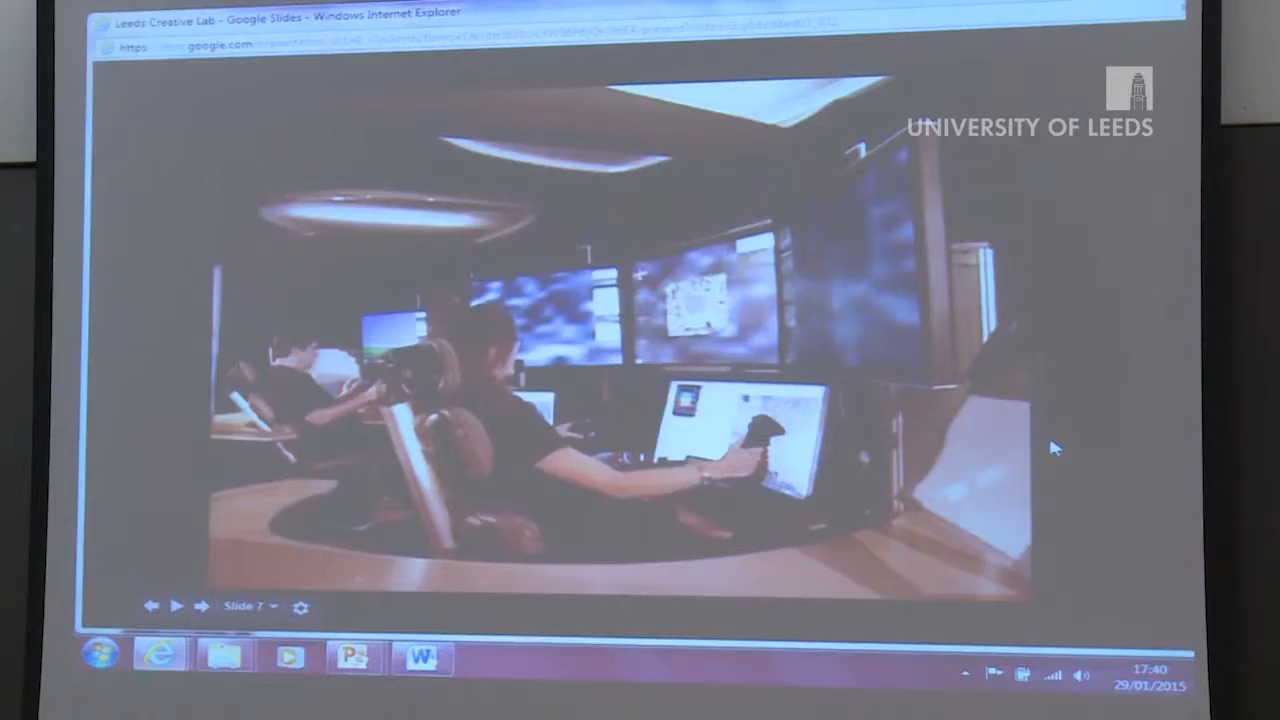 Leeds Creative Lab - Google Slides - Windows Internet Explorer
https
google.com
UNIVERSITY OF LEEDS
Slide 7
17:40
29/01/2015